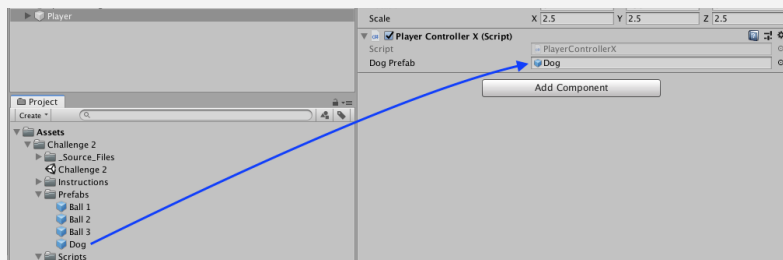 Player
Project
Create
Assets
Challenge 2
_Source_Files
Challenge 2
Instructions
Prefabs
Ball 1
Ball 2
Ball 3
Dog
Scripts
Scale X 2.5 Y 2.5 Z 2.5
Player Controller X (Script)
Script PlayerControllerX
Dog Prefab Dog
Add Component